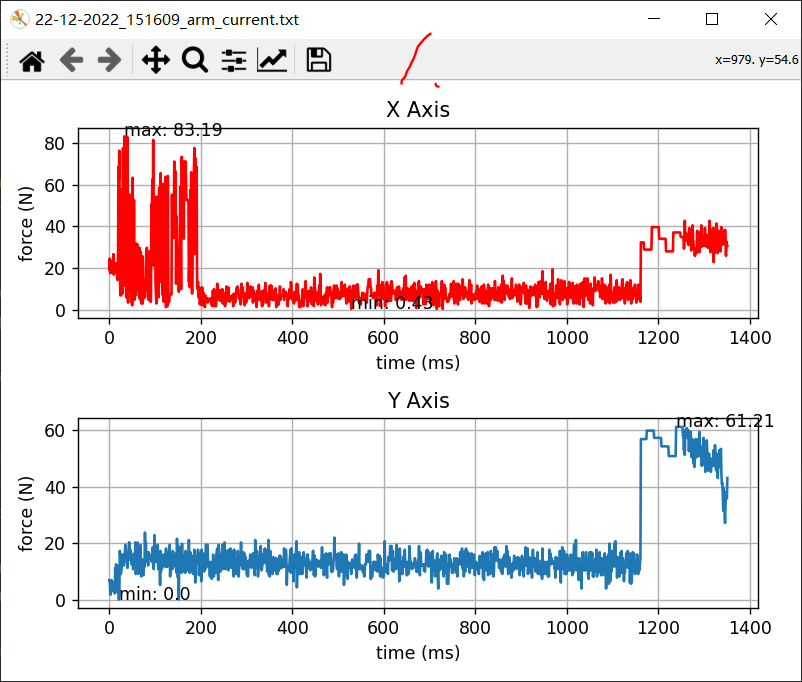 22-12-2022_151609_arm_current.txt
x=979. y=54.6
X Axis
max: 83.19
80
60
40
20
0
force (N)
min: 0.43
0 200 400 600 800 1000 1200 1400
time (ms)
Y Axis
max: 61.21
60
40
20
0
force (N)
min: 0.0
0 200 400 600 800 1000 1200 1400
time (ms)